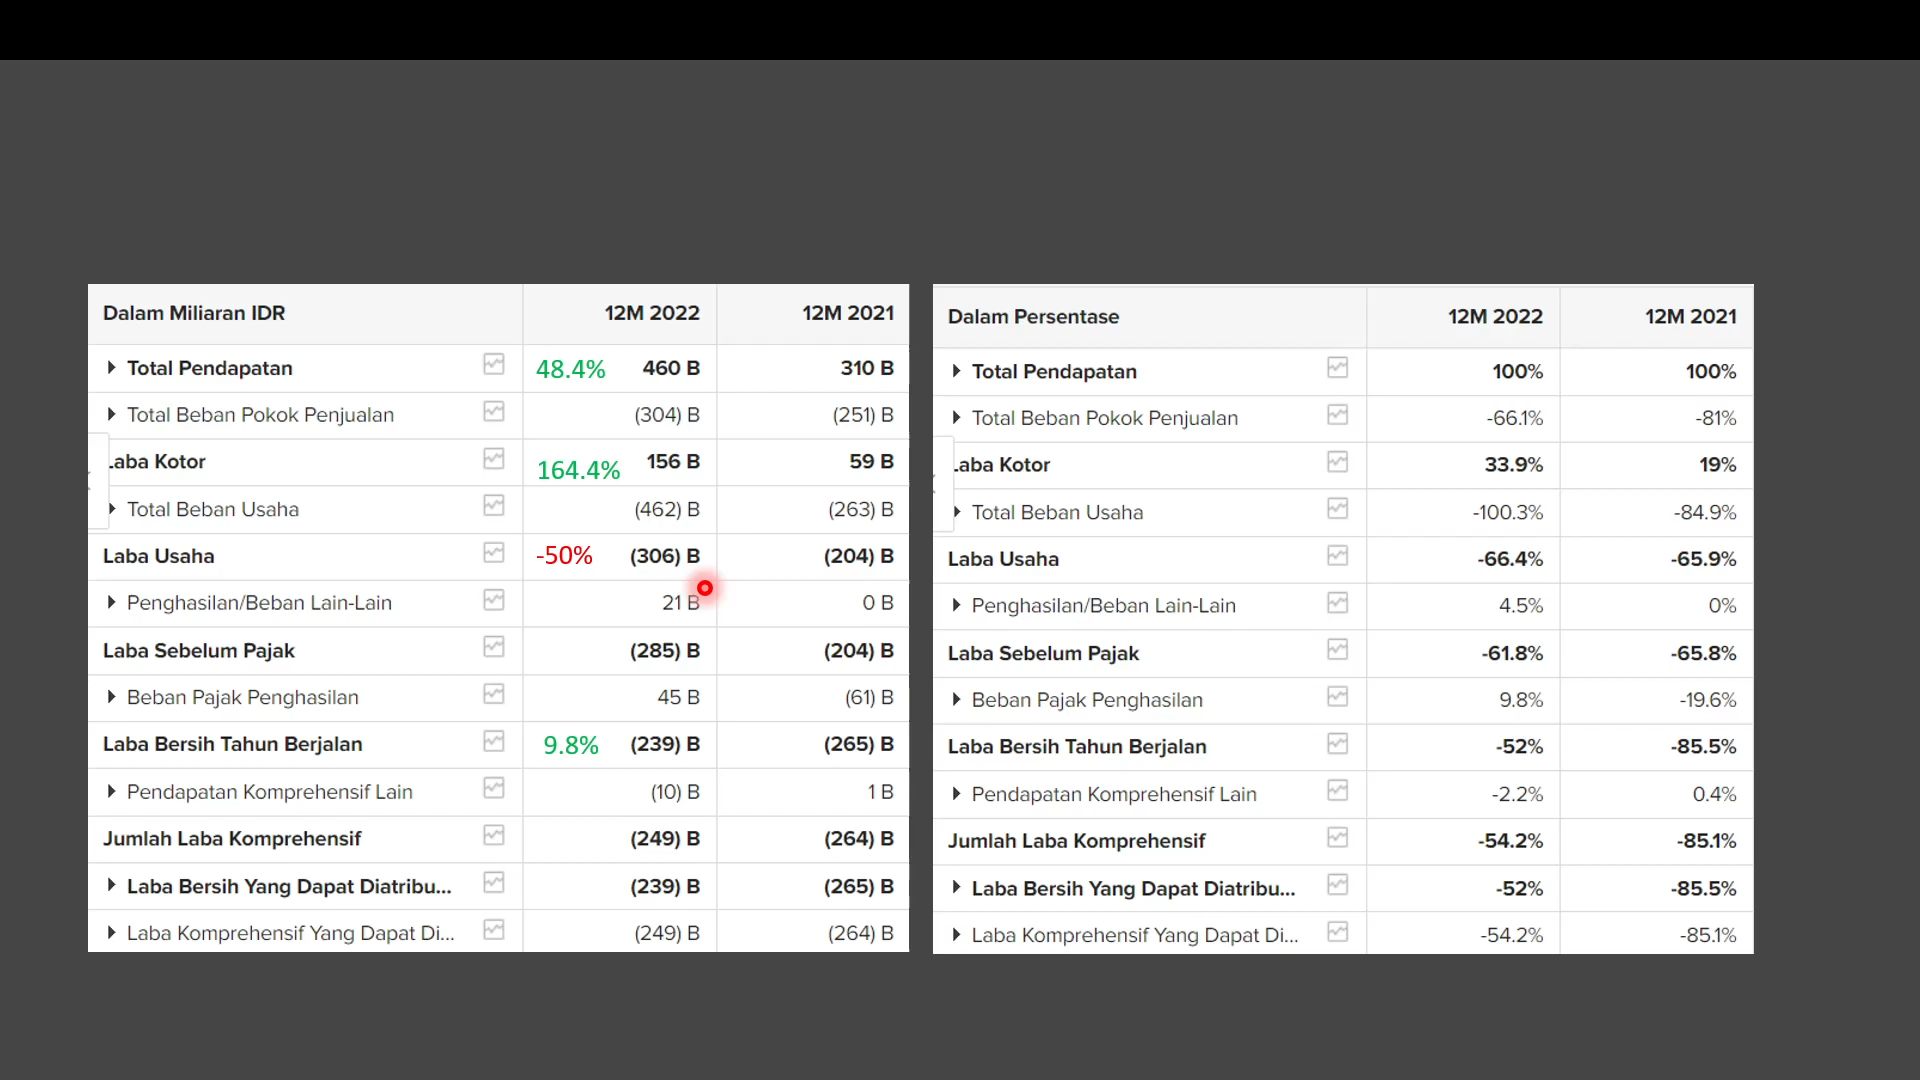 Dalam Miliaran IDR 12M 2022 12M 2021
Total Pendapatan 48.4% 460 B 310 B
Total Beban Pokok Penjualan (304) B (251) B
Laba Kotor 164.4% 156 B 59 B
Total Beban Usaha (462) B (263) B
Laba Usaha -50% (306) B (204) B
Penghasilan/Beban Lain-Lain 21 B 0 B
Laba Sebelum Pajak (285) B (204) B
Beban Pajak Penghasilan 45 B (61) B
Laba Bersih Tahun Berjalan 9.8% (239) B (265) B
Pendapatan Komprehensif Lain (10) B 1 B
Jumlah Laba Komprehensif (249) B (264) B
Laba Bersih Yang Dapat Diatribu... (239) B (265) B
Laba Komprehensif Yang Dapat Di... (249) B (264) B
Dalam Persentase 12M 2022 12M 2021
Total Pendapatan 100% 100%
Total Beban Pokok Penjualan -66.1% -81%
Laba Kotor 33.9% 19%
Total Beban Usaha -100.3% -84.9%
Laba Usaha -66.4% -65.9%
Penghasilan/Beban Lain-Lain 4.5% 0%
Laba Sebelum Pajak -61.8% -65.8%
Beban Pajak Penghasilan 9.8% -19.6%
Laba Bersih Tahun Berjalan -52% -85.5%
Pendapatan Komprehensif Lain -2.2% 0.4%
Jumlah Laba Komprehensif -54.2% -85.1%
Laba Bersih Yang Dapat Diatribu... -52% -85.5%
Laba Komprehensif Yang Dapat Di... -54.2% -85.1%